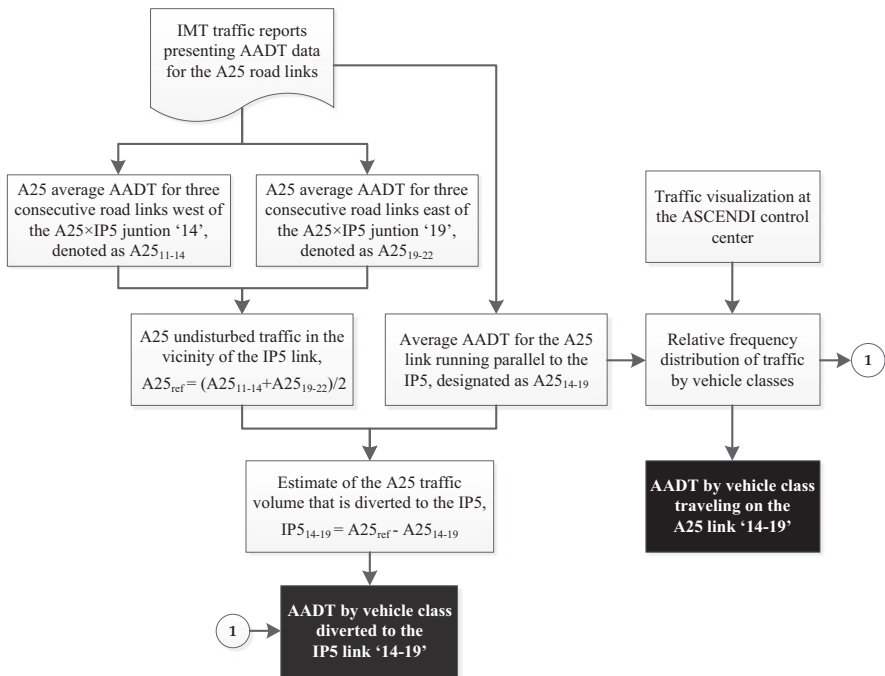 IMT traffic reports
presenting AADT data
for the A25 road links
A25 average AADT for three
consecutive road links west of
the A25×IP5 juntion ‘14’,
denoted as A25₁₁₋₁₄
A25 average AADT for three
consecutive road links east of
the A25×IP5 juntion ‘19’,
denoted as A25₁₉₋₂₂
Traffic visualization at
the ASCENDI control
center
A25 undisturbed traffic in the
vicinity of the IP5 link,
A25ref = (A25₁₁₋₁₄+A25₁₉₋₂₂)/2
Average AADT for the A25
link running parallel to the
IP5, designated as A25₁₄₋₁₉
Relative frequency
distribution of traffic
by vehicle classes
1
Estimate of the A25 traffic
volume that is diverted to the IP5,
IP5₁₄₋₁₉ = A25ref - A25₁₄₋₁₉
AADT by vehicle class
traveling on the
A25 link ‘14-19’
1
AADT by vehicle class
diverted to the
IP5 link ‘14-19’